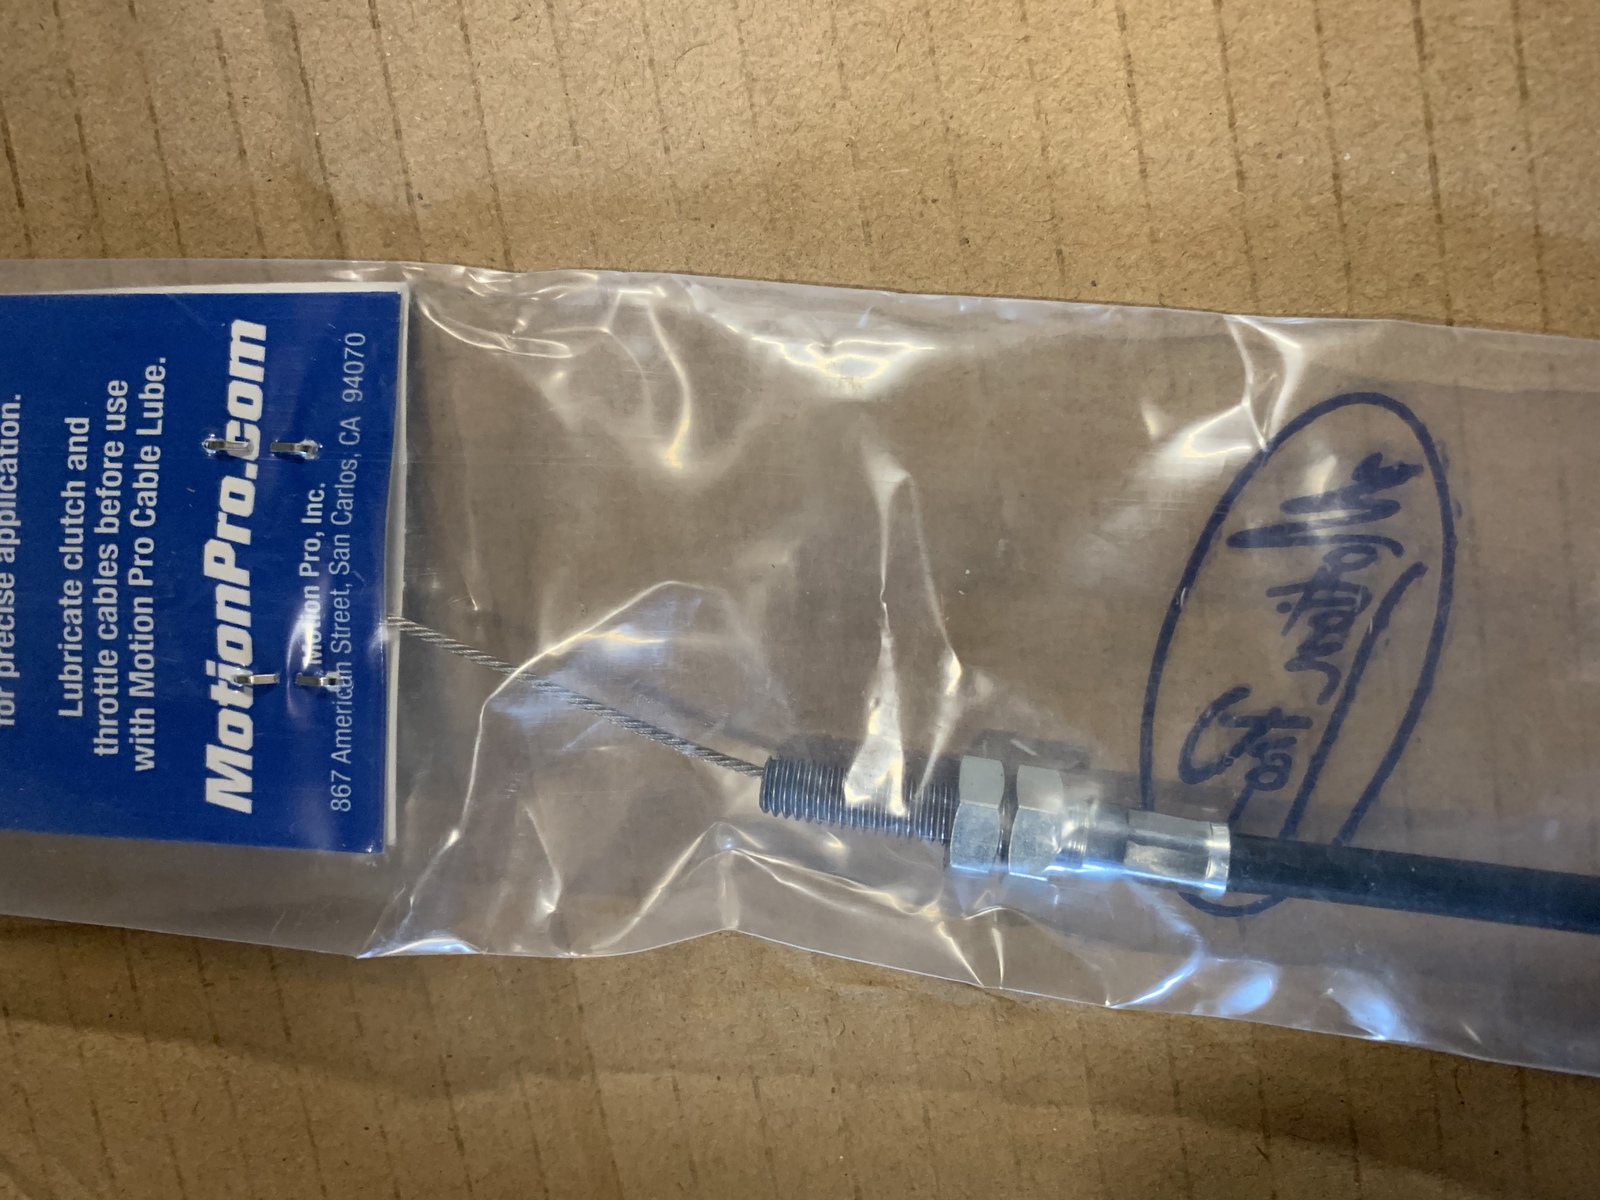 for precise application.
Lubricate clutch and
throttle cables before use
with Motion Pro Cable Lube.
MotionPro.com
Motion Pro, Inc.
867 American Street, San Carlos, CA 94070